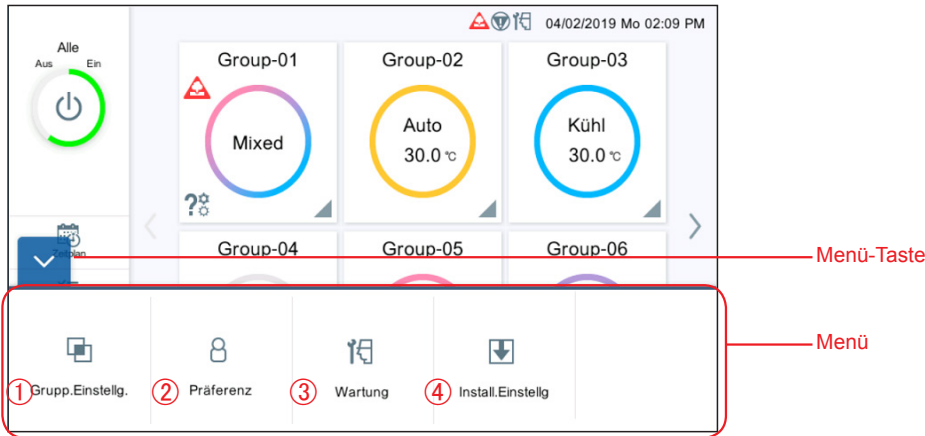 04/02/2019 Mo 02:09 PM
Alle
Aus Ein
Group-01
Mixed
Group-02
Auto
30.0 ℃
Group-03
Kühl
30.0 ℃
Zeitplan
Group-04
Group-05
Group-06
Menü-Taste
Menü
① Grupp.Einstellg.
② Präferenz
③ Wartung
④ Install.Einstellg